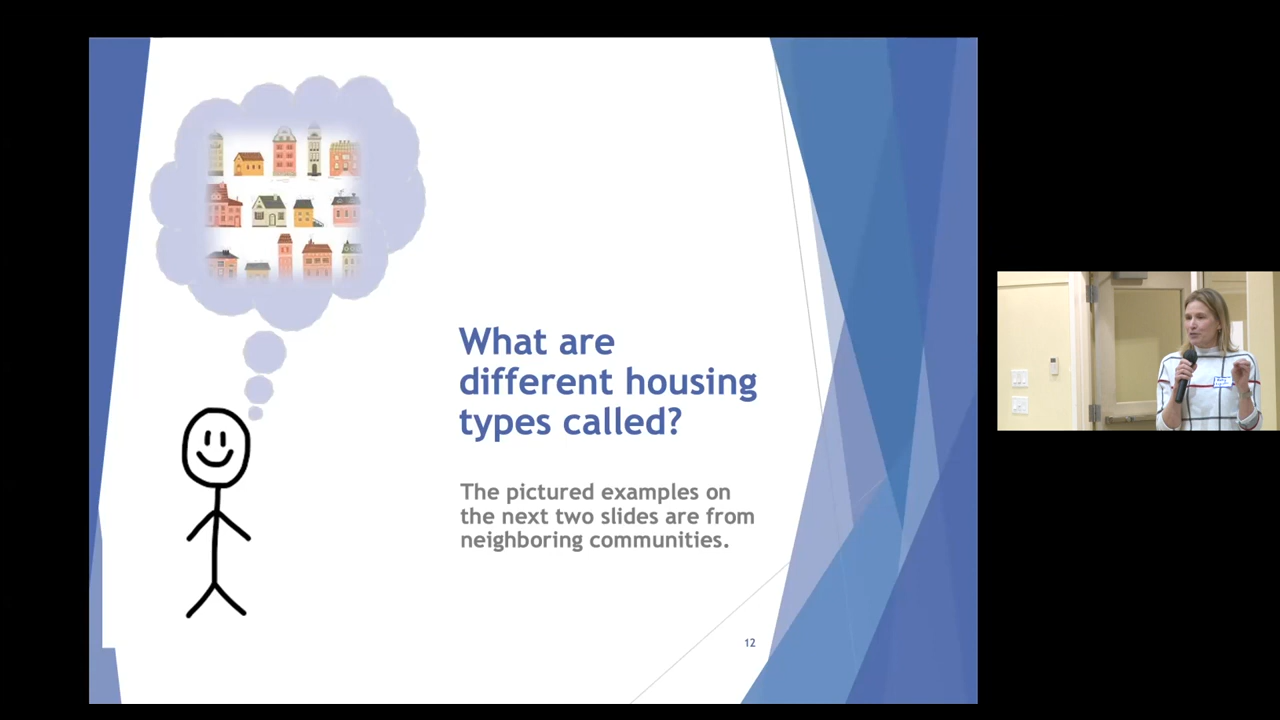 What are
different housing
types called?
The pictured examples on
the next two slides are from
neighboring communities.
12